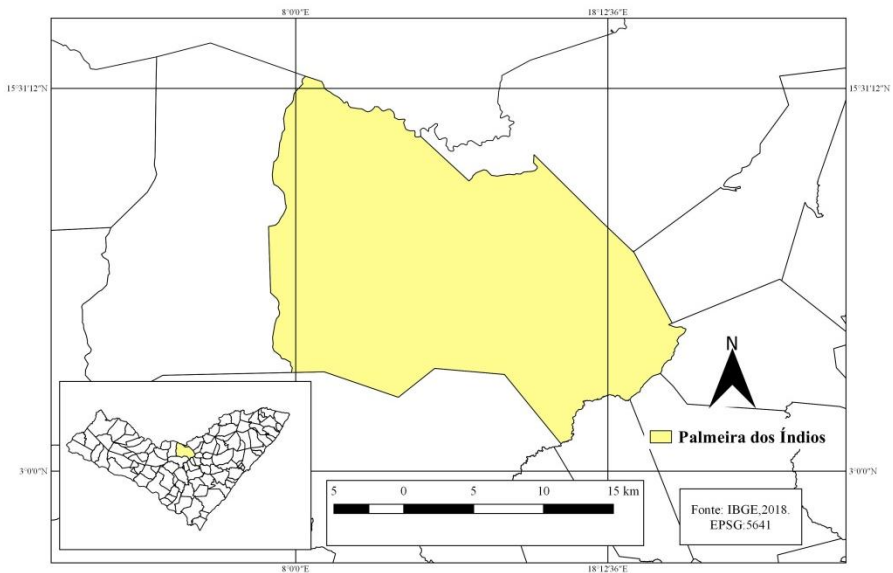 8°0'0"E
18°12'36"E
15°31'12"N
15°31'12"N
N
Palmeira dos Índios
3°0'0"N
3°0'0"N
5 0 5 10 15 km
Fonte: IBGE,2018.
EPSG:5641
8°0'0"E
18°12'36"E